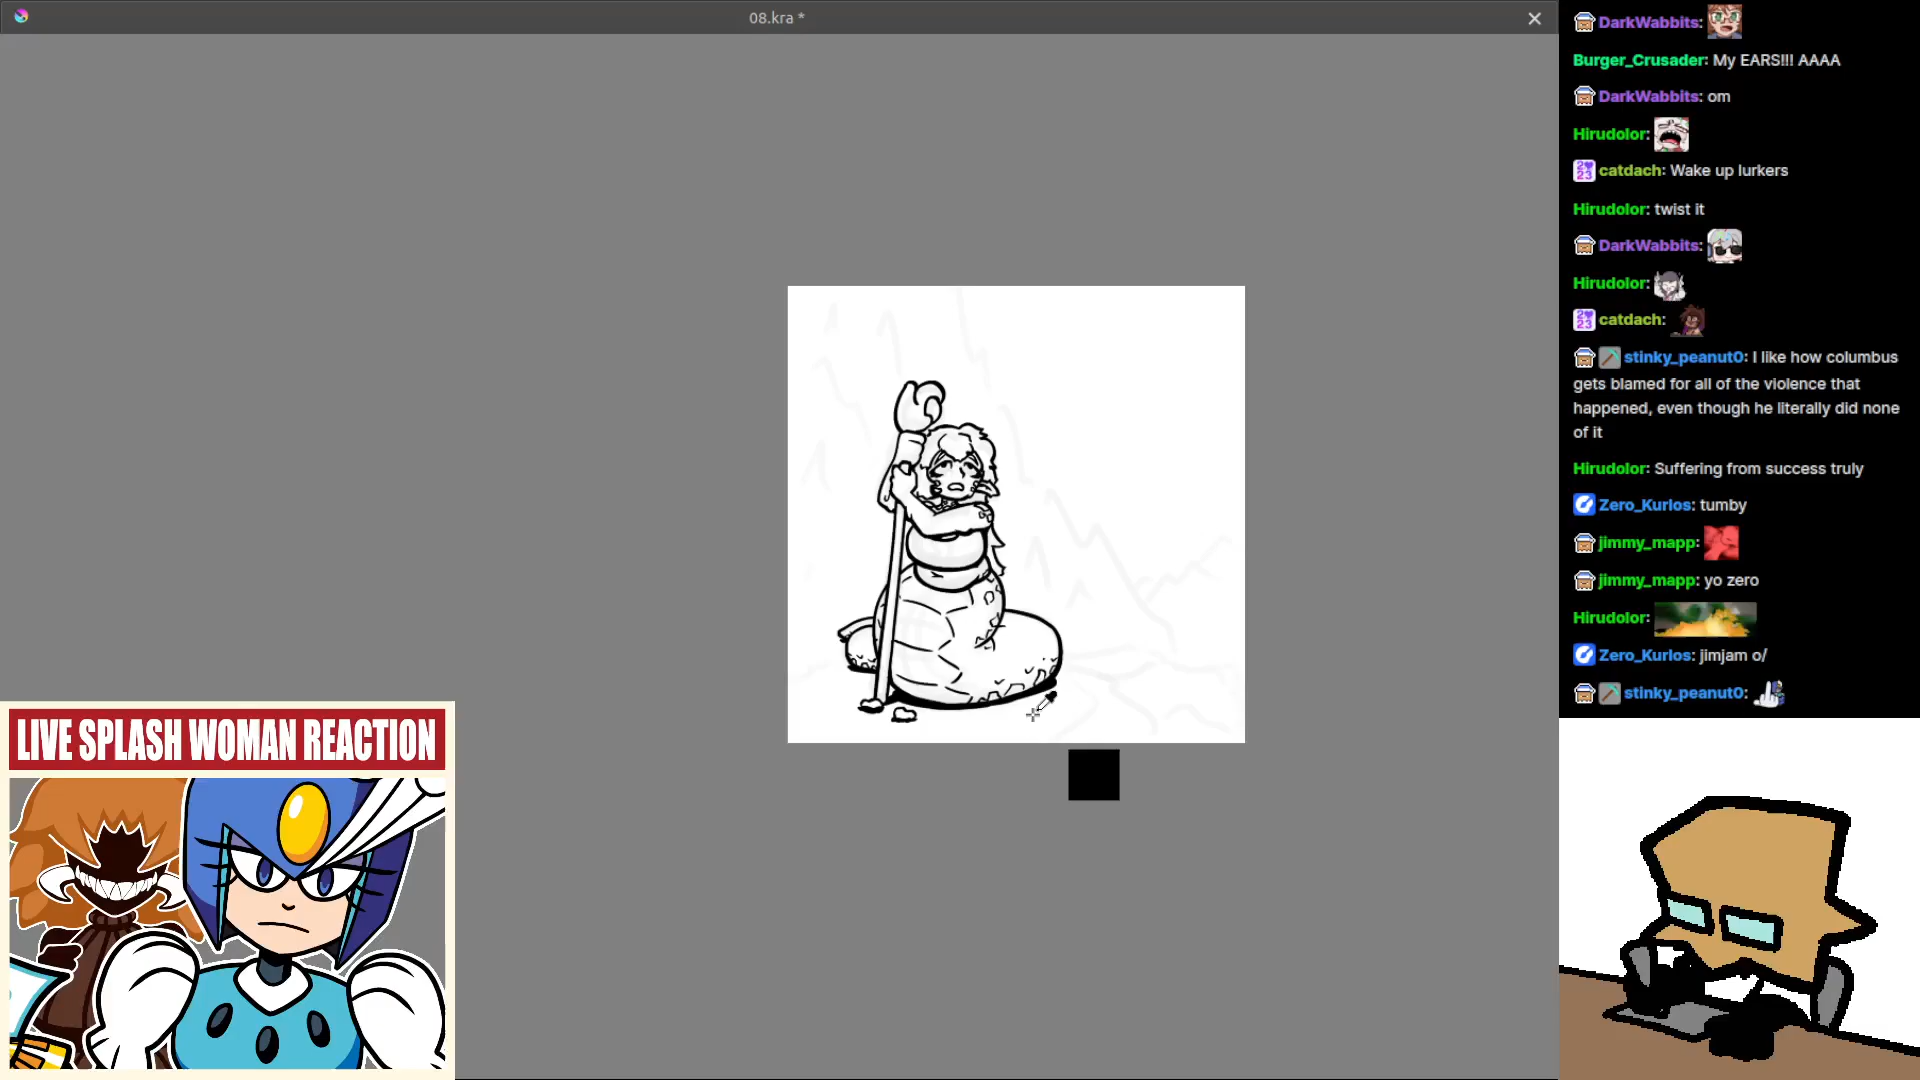 08.kra *
DarkWabbits:
Burger_Crusader: My EARS!!! AAAA
DarkWabbits: om
Hirudolor:
catdach: Wake up lurkers
Hirudolor: twist it
DarkWabbits:
Hirudolor:
catdach:
stinky_peanut0: I like how columbus
gets blamed for all of the violence that
happened, even though he literally did none
of it
Hirudolor: Suffering from success truly
Zero_Kurlos: tumby
jimmy_mapp:
jimmy_mapp: yo zero
Hirudolor:
Zero_Kurlos: jimjam o/
stinky_peanut0:
LIVE SPLASH WOMAN REACTION